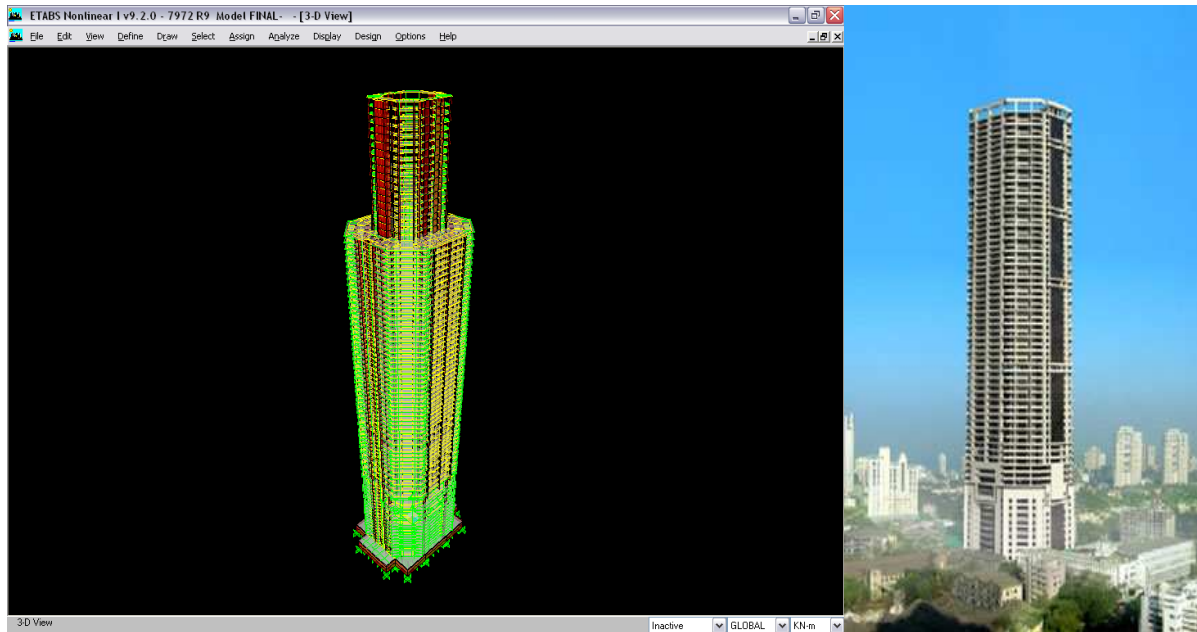 ETABS Nonlinear I v9.2.0 - 7972 R9 Model FINAL- - [3-D View]
File Edit View Define Draw Select Assign Analyze Display Design Options Help
3-D View
Inactive GLOBAL KN-m